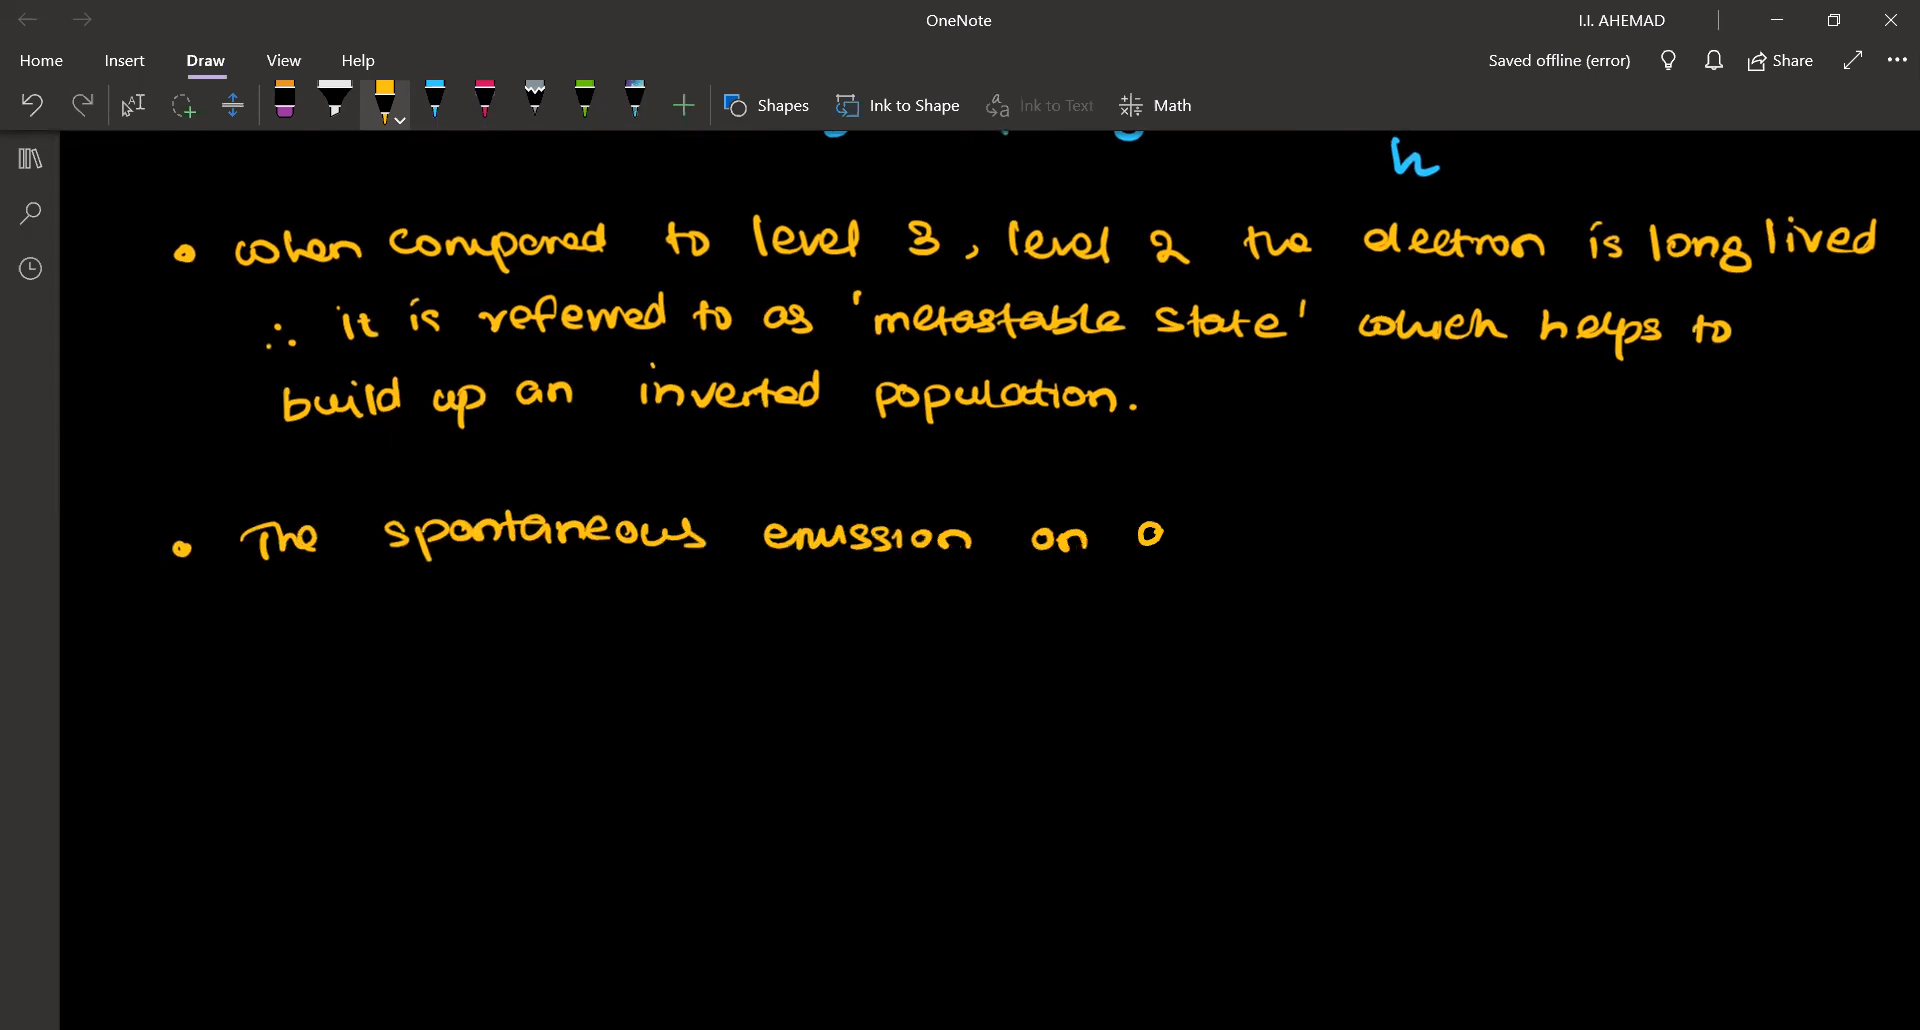 OneNote
I.I. AHEMAD
Home Insert Draw View Help
Saved offline (error) Share
Shapes Ink to Shape Ink to Text Math
h
• when compared to level 3, level 2 the electron is long lived
∴ it is referred to as 'metastable state' which helps to
build up an inverted population.
• The spontaneous emission on o